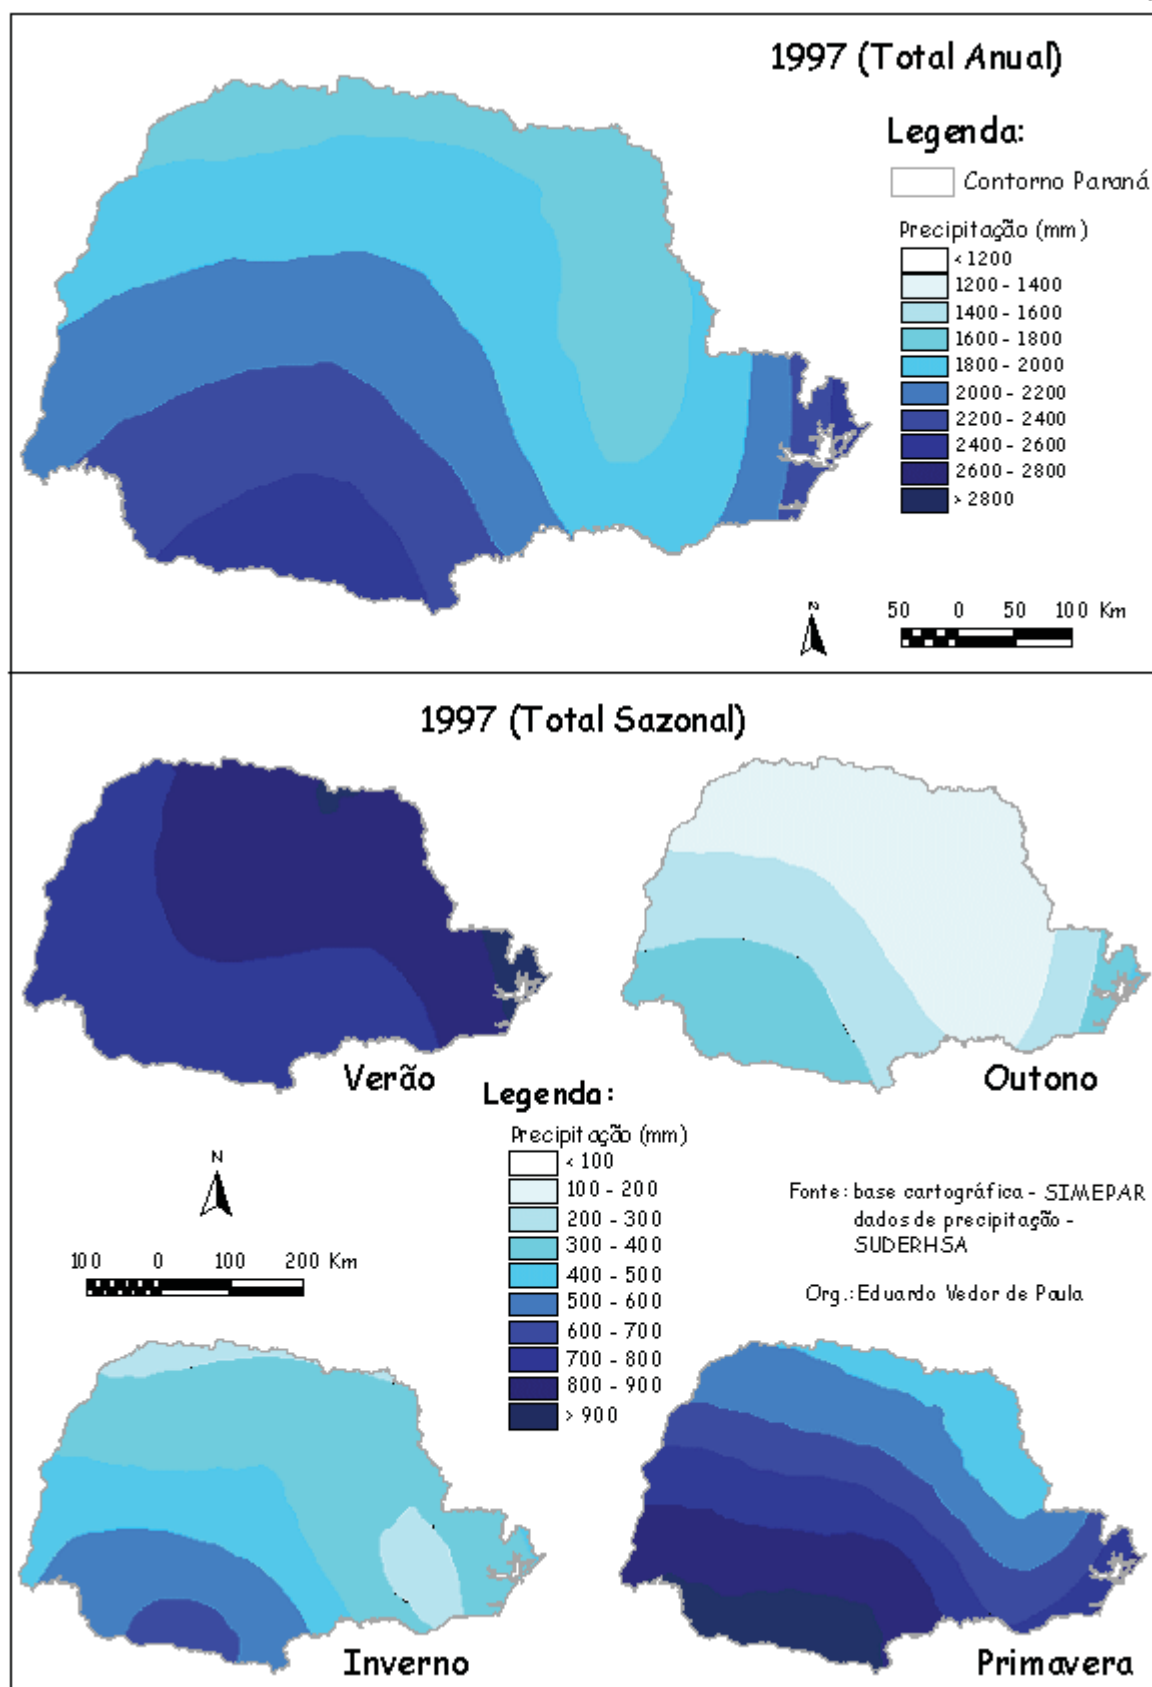 1997 (Total Anual)
Legenda:
Contorno Paraná
Precipitação (mm)
< 1200
1200 - 1400
1400 - 1600
1600 - 1800
1800 - 2000
2000 - 2200
2200 - 2400
2400 - 2600
2600 - 2800
> 2800
N
50 0 50 100 Km
1997 (Total Sazonal)
Verão
Outono
Legenda:
Precipitação (mm)
< 100
100 - 200
200 - 300
300 - 400
400 - 500
500 - 600
600 - 700
700 - 800
800 - 900
> 900
N
100 0 100 200 Km
Fonte: base cartográfica - SIMEPAR
dados de precipitação -
SUDERHSA
Org.: Eduardo Vedor de Paula
Inverno
Primavera